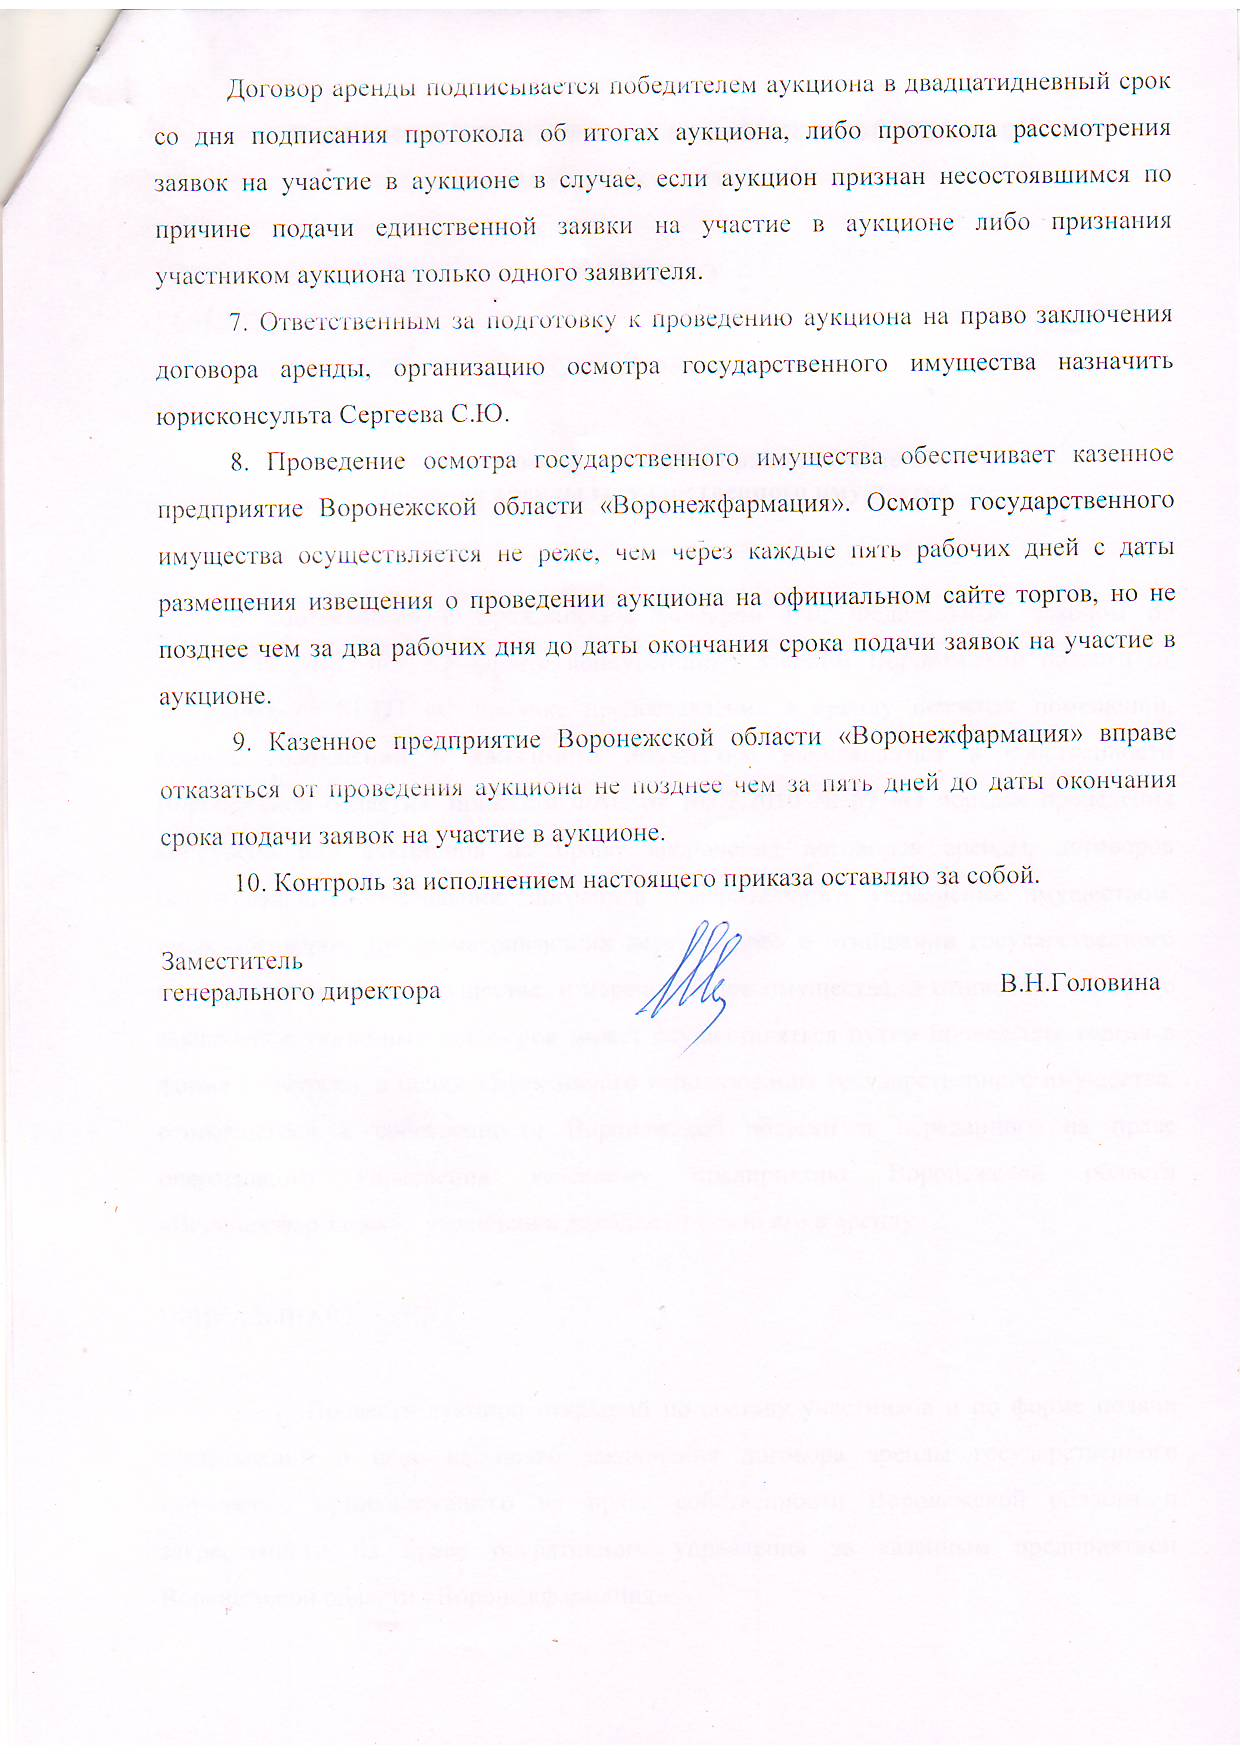 Договор аренды подписывается победителем аукциона в двадцатидневный срок
со дня подписания протокола об итогах аукциона, либо протокола рассмотрения
заявок на участие в аукционе в случае, если аукцион признан несостоявшимся по
причине подачи единственной заявки на участие в аукционе либо признания
участником аукциона только одного заявителя.
7. Ответственным за подготовку к проведению аукциона на право заключения
договора аренды, организацию осмотра государственного имущества назначить
юрисконсульта Сергеева С.Ю.
8. Проведение осмотра государственного имущества обеспечивает казенное
предприятие Воронежской области «Воронежфармация». Осмотр государственного
имущества осуществляется не реже, чем через каждые пять рабочих дней с даты
размещения извещения о проведении аукциона на официальном сайте торгов, но не
позднее чем за два рабочих дня до даты окончания срока подачи заявок на участие в
аукционе.
9. Казенное предприятие Воронежской области «Воронежфармация» вправе
отказаться от проведения аукциона не позднее чем за пять дней до даты окончания
срока подачи заявок на участие в аукционе.
10. Контроль за исполнением настоящего приказа оставляю за собой.
Заместитель
генерального директора В.Н.Головина